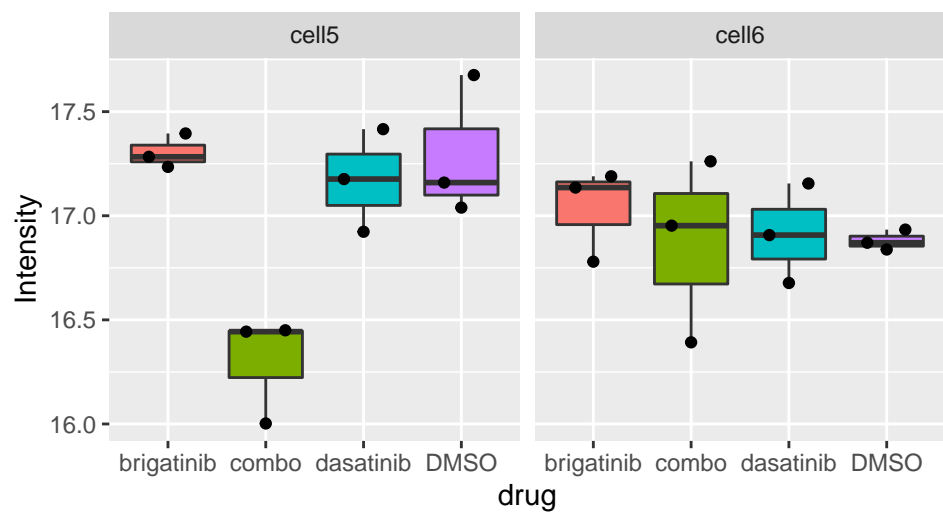 cell5 cell6
Intensity
17.5
17.0
16.5
16.0
brigatinib combo dasatinib DMSO brigatinib combo dasatinib DMSO
drug